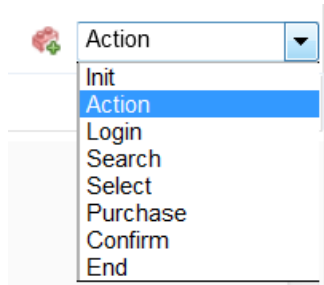 Action
Init
Action
Login
Search
Select
Purchase
Confirm
End